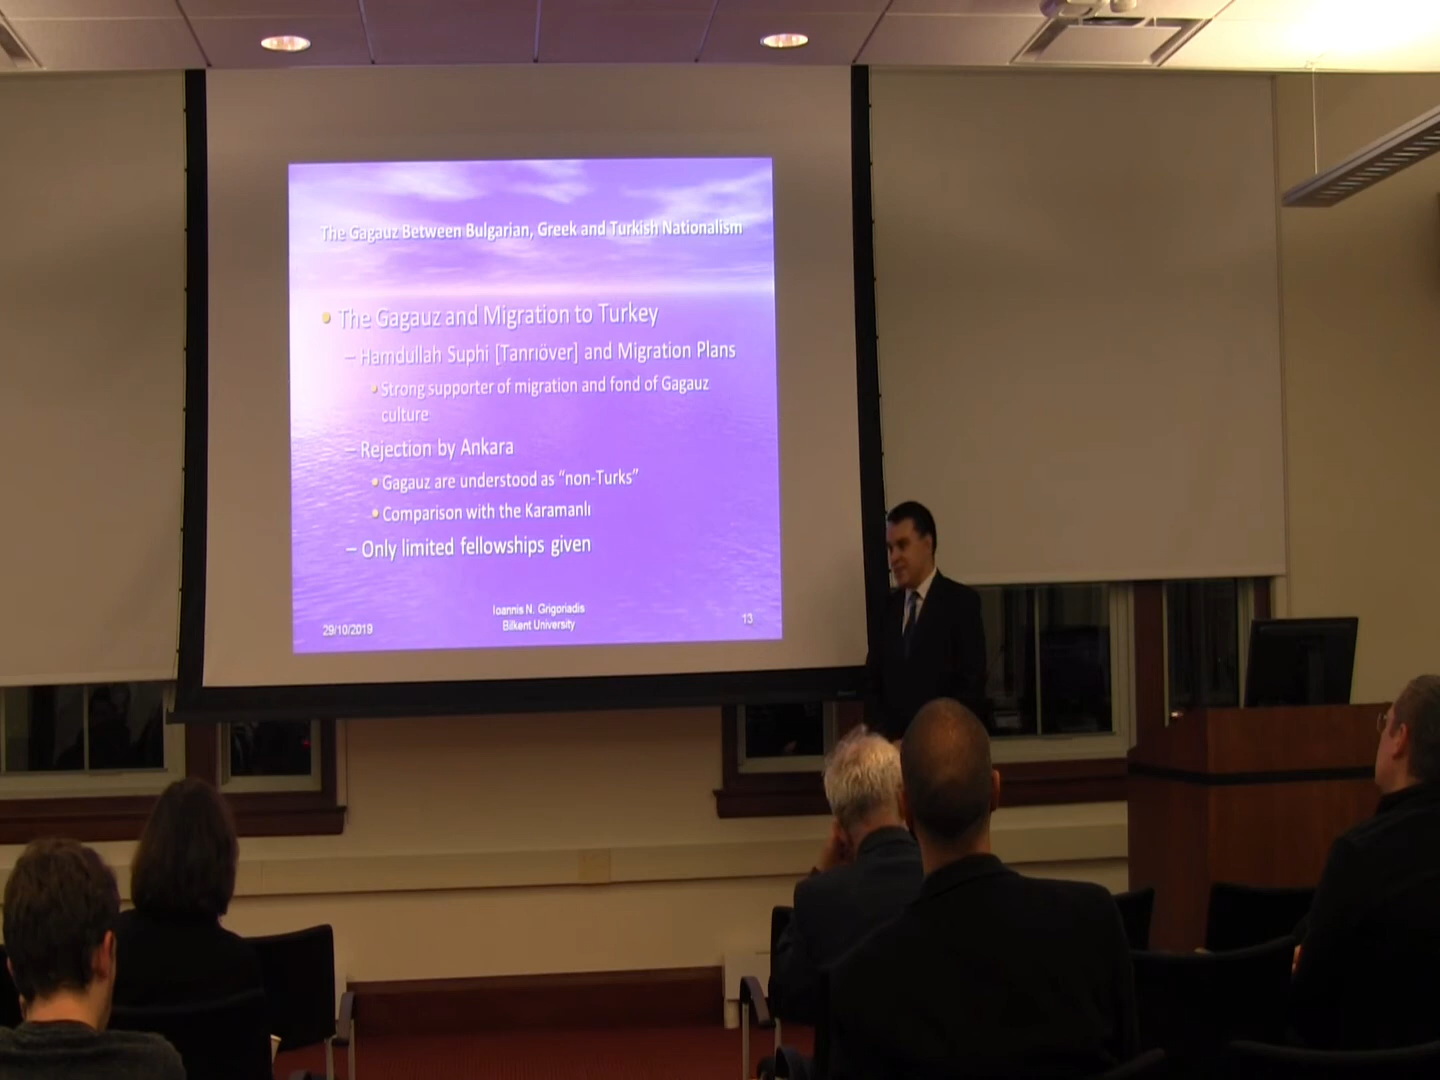 The Gagauz Between Bulgarian, Greek and Turkish Nationalism
• The Gagauz and Migration to Turkey
– Hamdullah Suphi [Tanrıöver] and Migration Plans
• Strong supporter of migration and fond of Gagauz
culture
– Rejection by Ankara
• Gagauz are understood as “non-Turks”
• Comparison with the Karamanlı
– Only limited fellowships given
29/10/2019
Ioannis N. Grigoriadis
Bilkent University
13